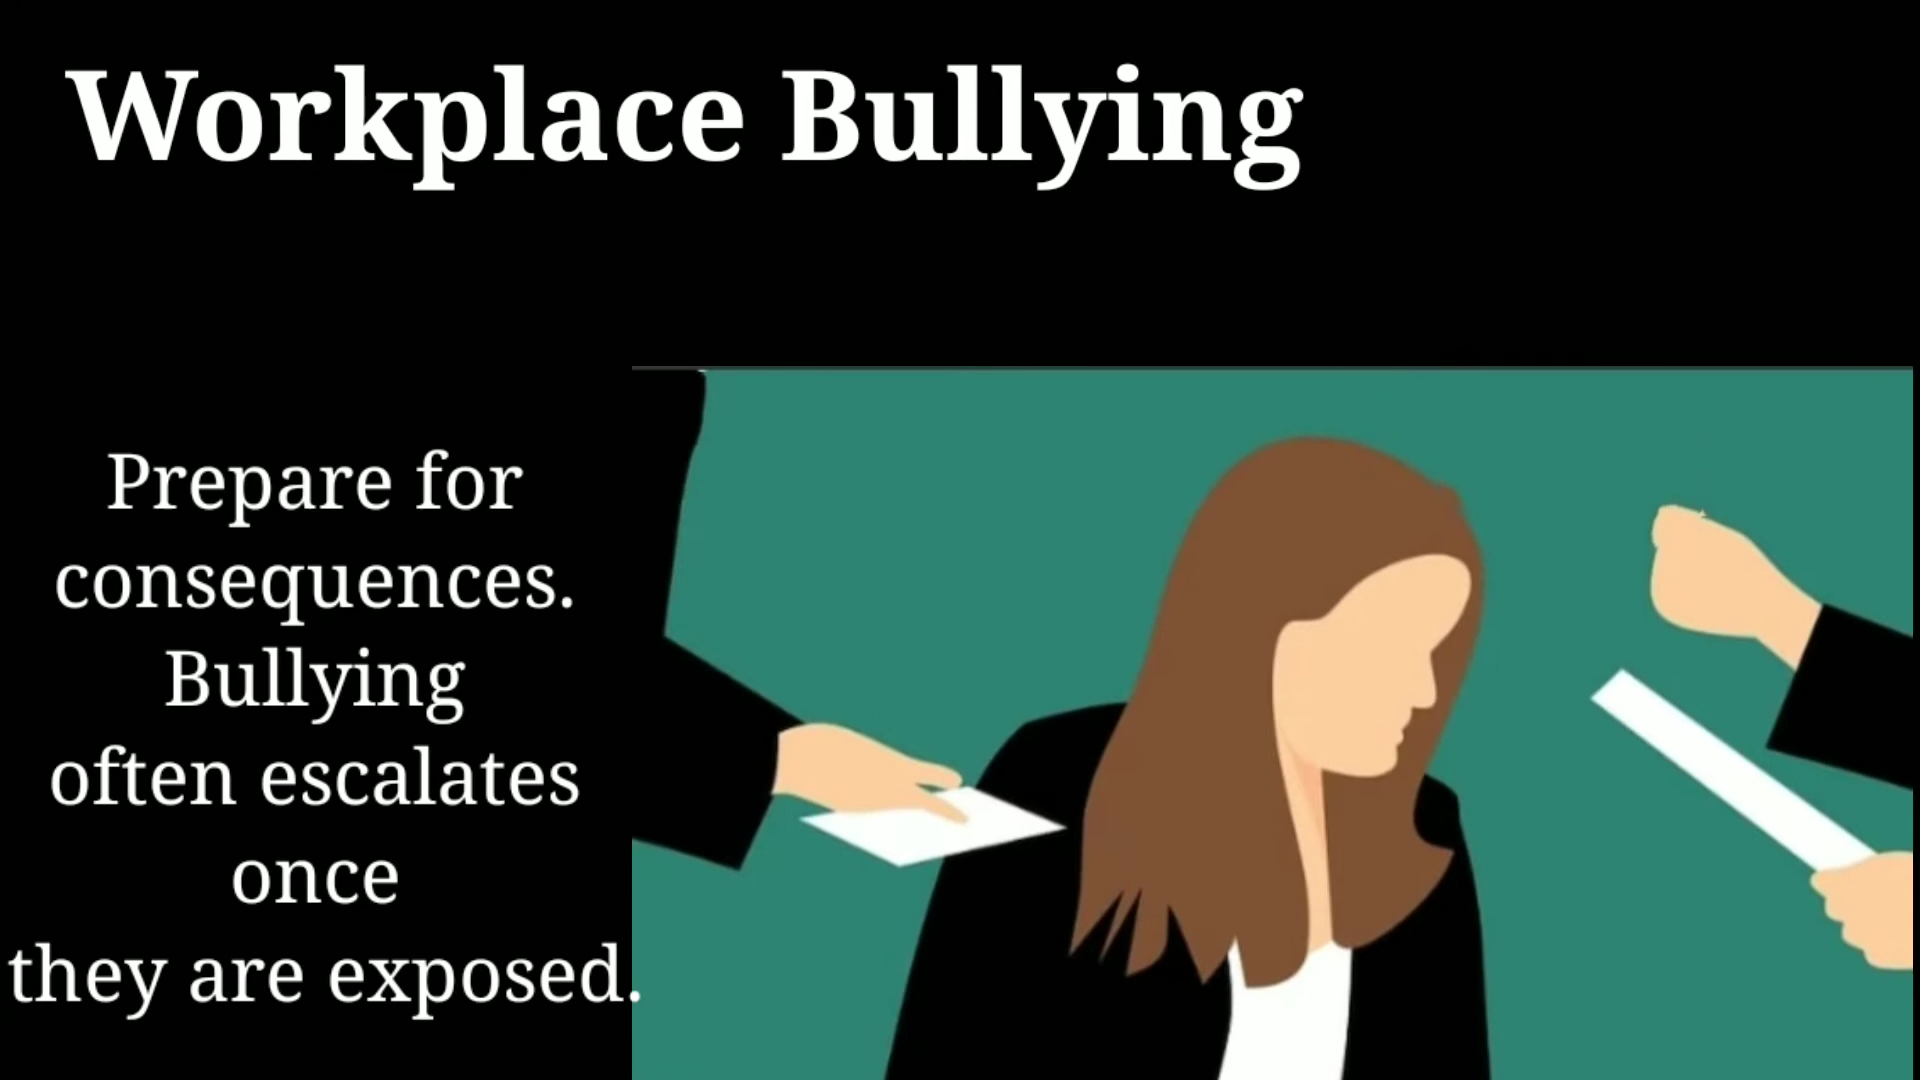 Workplace Bullying
Prepare for
consequences.
Bullying
often escalates
once
they are exposed.